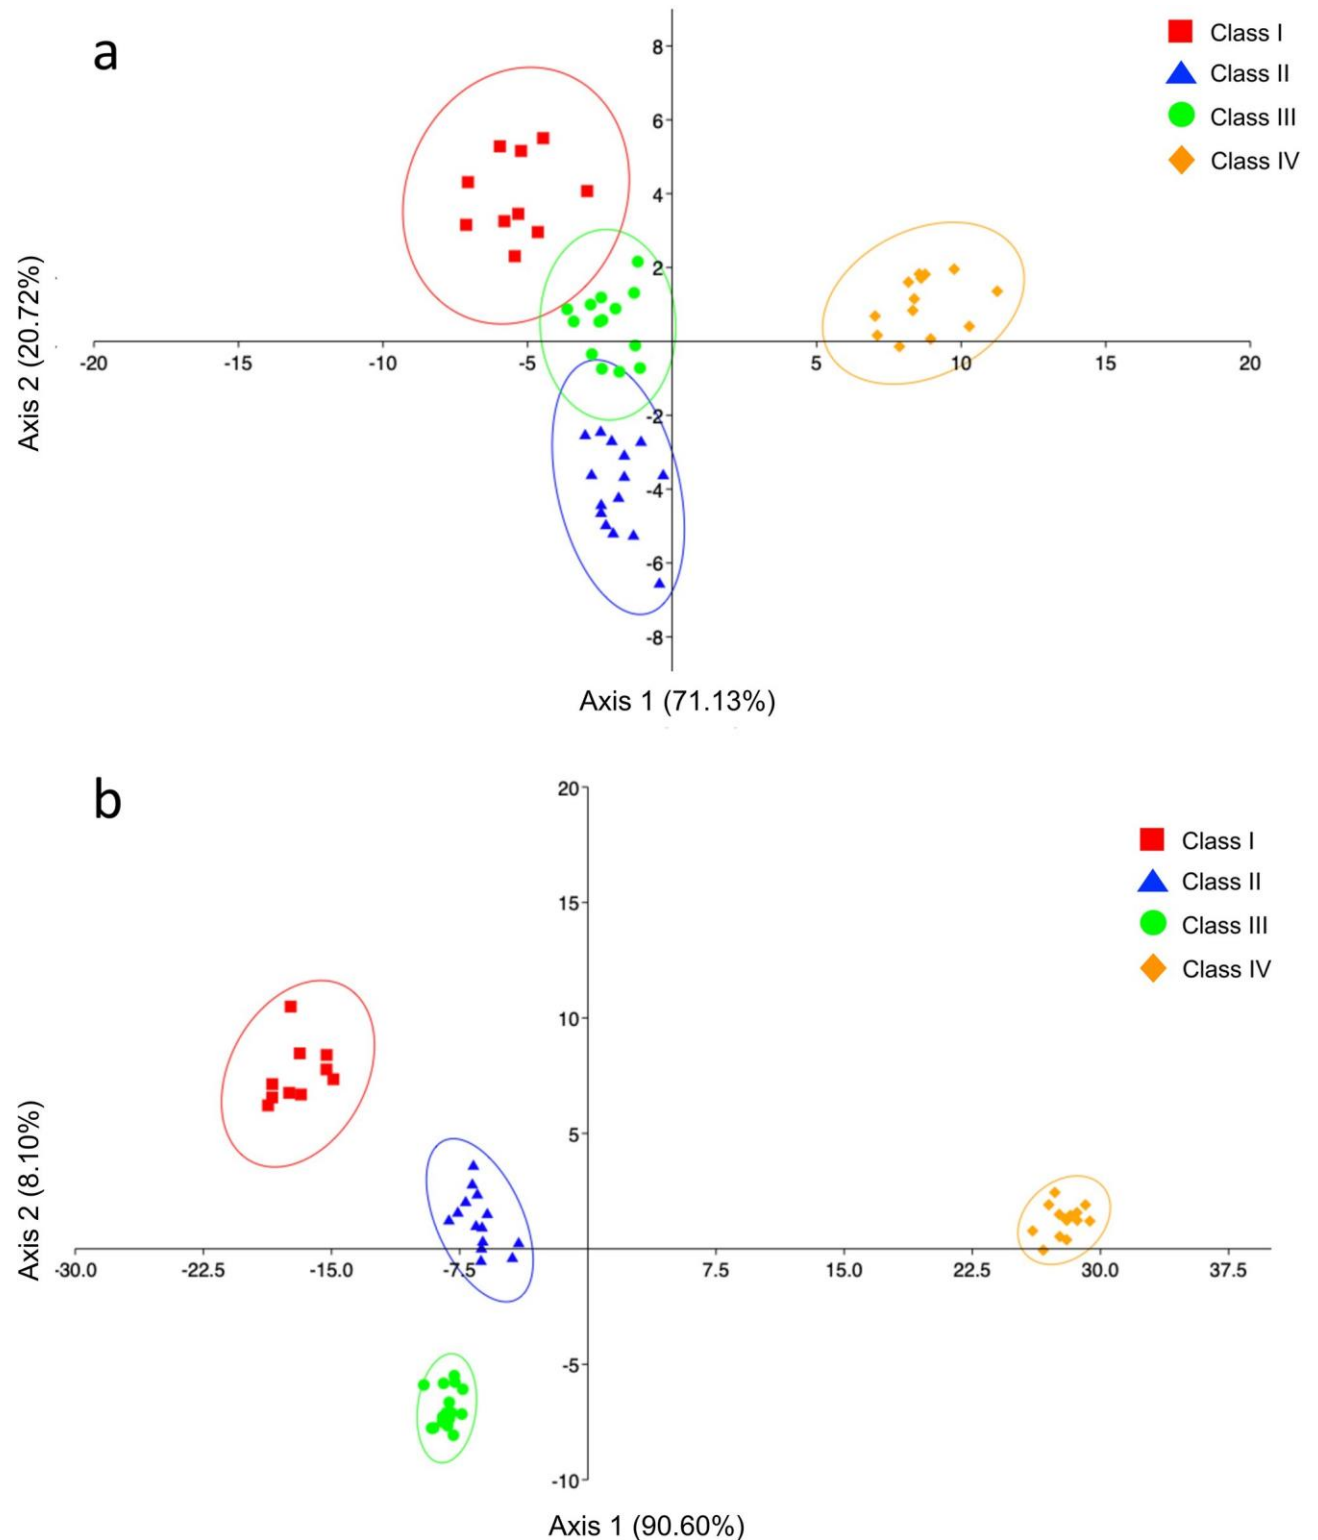 a
Class I
Class II
Class III
Class IV
8
6
4
2
-20
-15
-10
-5
5
10
15
20
-2
-4
-6
-8
Axis 2 (20.72%)
Axis 1 (71.13%)
b
Class I
Class II
Class III
Class IV
20
15
10
5
-30.0
-22.5
-15.0
-7.5
7.5
15.0
22.5
30.0
37.5
-5
-10
Axis 2 (8.10%)
Axis 1 (90.60%)